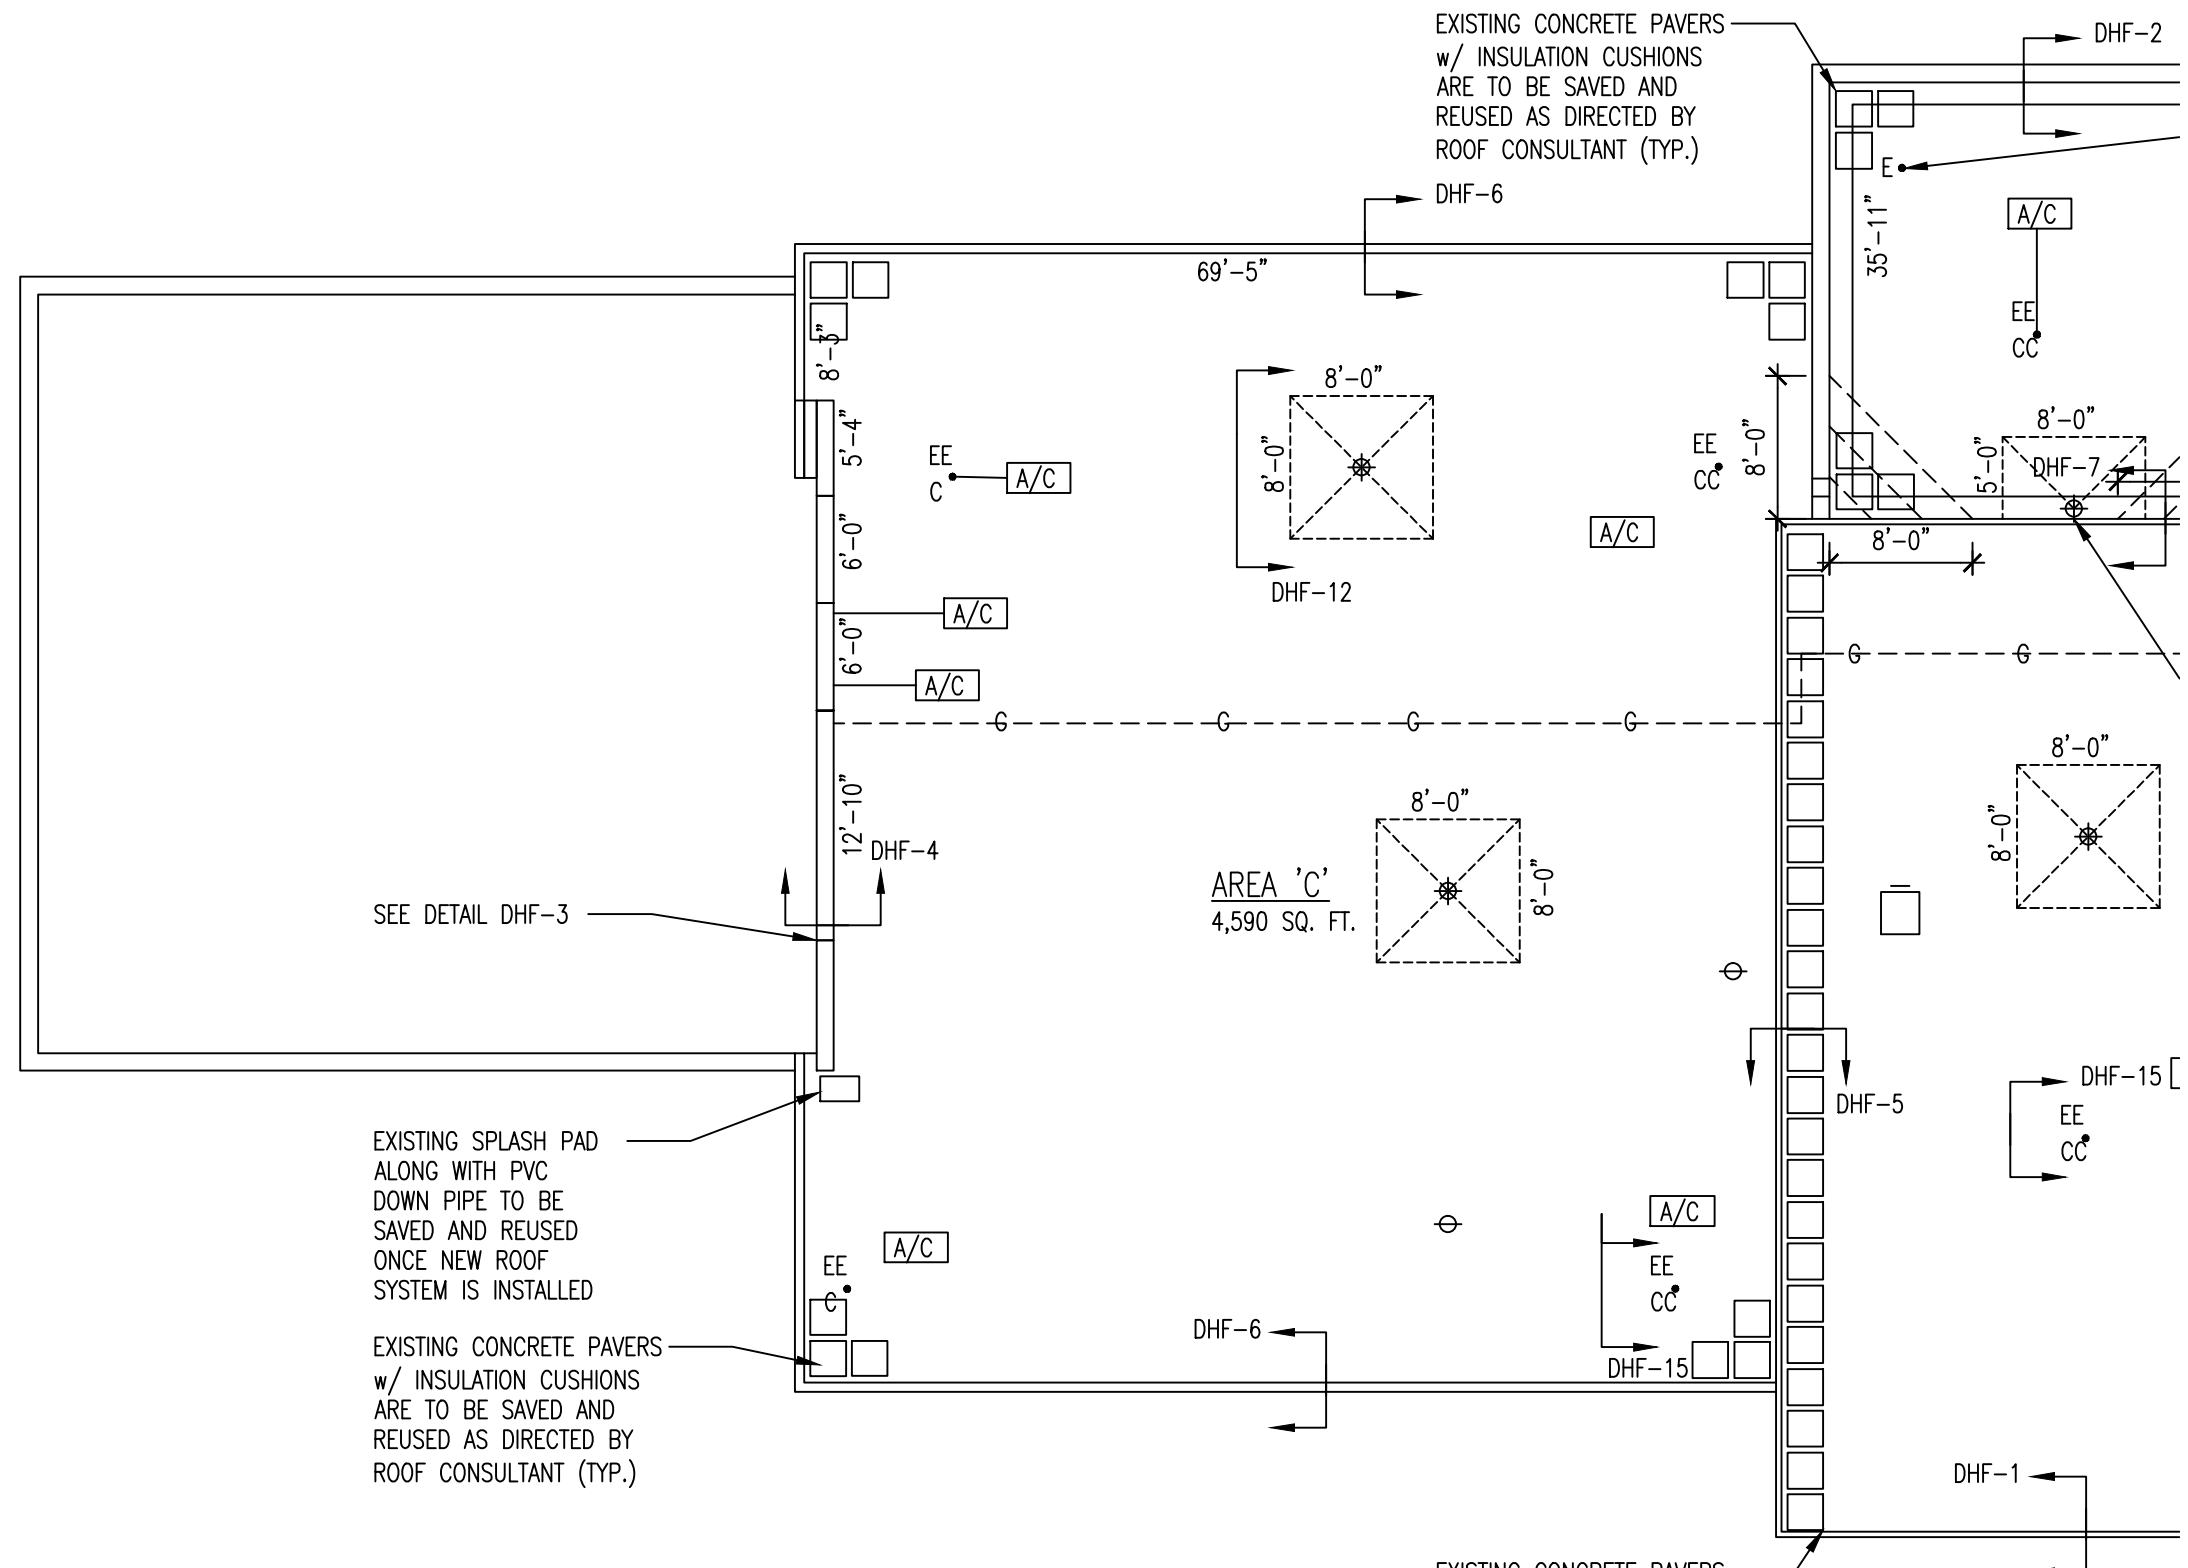 EXISTING CONCRETE PAVERS
w/ INSULATION CUSHIONS
ARE TO BE SAVED AND
REUSED AS DIRECTED BY
ROOF CONSULTANT (TYP.)
DHF-2
E
DHF-6
A/C
35'-11"
69'-5"
EE
CC
8'-3"
8'-0"
8'-0"
5'-4"
EE
C
A/C
8'-0"
EE
CC
8'-0"
5'-0"
DHF-7
A/C
8'-0"
6'-0"
DHF-12
A/C
6'-0"
A/C
G
G
G
G
G
G
8'-0"
12'-10"
8'-0"
DHF-4
8'-0"
8'-0"
AREA 'C'
4,590 SQ. FT.
SEE DETAIL DHF-3
DHF-15
DHF-5
EE
CC
EXISTING SPLASH PAD
ALONG WITH PVC
DOWN PIPE TO BE
SAVED AND REUSED
ONCE NEW ROOF
SYSTEM IS INSTALLED
A/C
A/C
EE
C
EE
CC
DHF-6
DHF-15
EXISTING CONCRETE PAVERS
w/ INSULATION CUSHIONS
ARE TO BE SAVED AND
REUSED AS DIRECTED BY
ROOF CONSULTANT (TYP.)
DHF-1
EXISTING CONCRETE PAVERS